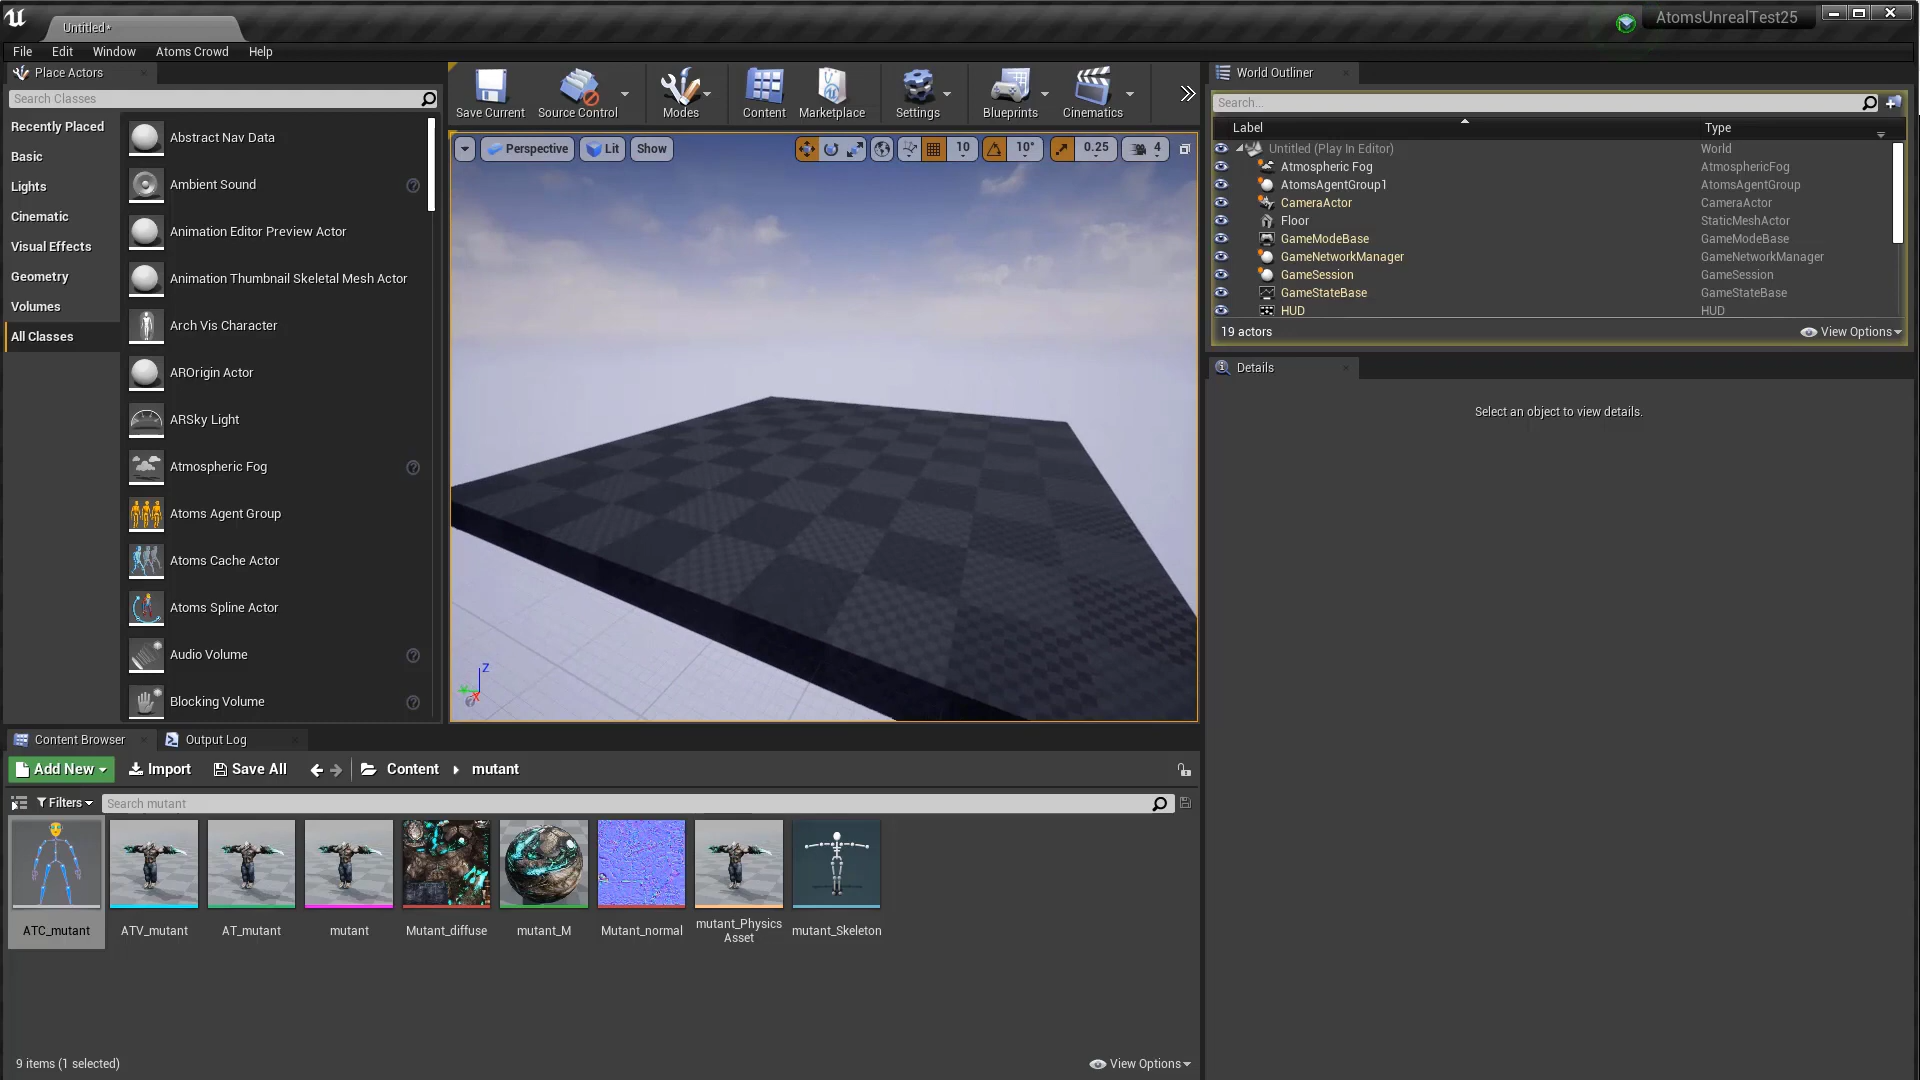 Untitled*
AtomsUnrealTest25
File Edit Window Atoms Crowd Help
Place Actors
Search Classes
Recently Placed
Basic
Lights
Cinematic
Visual Effects
Geometry
Volumes
All Classes
Abstract Nav Data
Ambient Sound
Animation Editor Preview Actor
Animation Thumbnail Skeletal Mesh Actor
Arch Vis Character
AROrigin Actor
ARSky Light
Atmospheric Fog
Atoms Agent Group
Atoms Cache Actor
Atoms Spline Actor
Audio Volume
Blocking Volume
Save Current Source Control Modes Content Marketplace Settings Blueprints Cinematics
Perspective Lit Show 10 10° 0.25 4
Z
X
World Outliner
Search...
Label Type
Untitled (Play In Editor) World
Atmospheric Fog AtmosphericFog
AtomsAgentGroup1 AtomsAgentGroup
CameraActor CameraActor
Floor StaticMeshActor
GameModeBase GameModeBase
GameNetworkManager GameNetworkManager
GameSession GameSession
GameStateBase GameStateBase
HUD HUD
19 actors View Options
Details
Select an object to view details.
Content Browser Output Log
Add New Import Save All Content mutant
Filters Search mutant
ATC_mutant ATV_mutant AT_mutant mutant Mutant_diffuse mutant_M Mutant_normal mutant_Physics mutant_Skeleton
Asset
9 items (1 selected) View Options